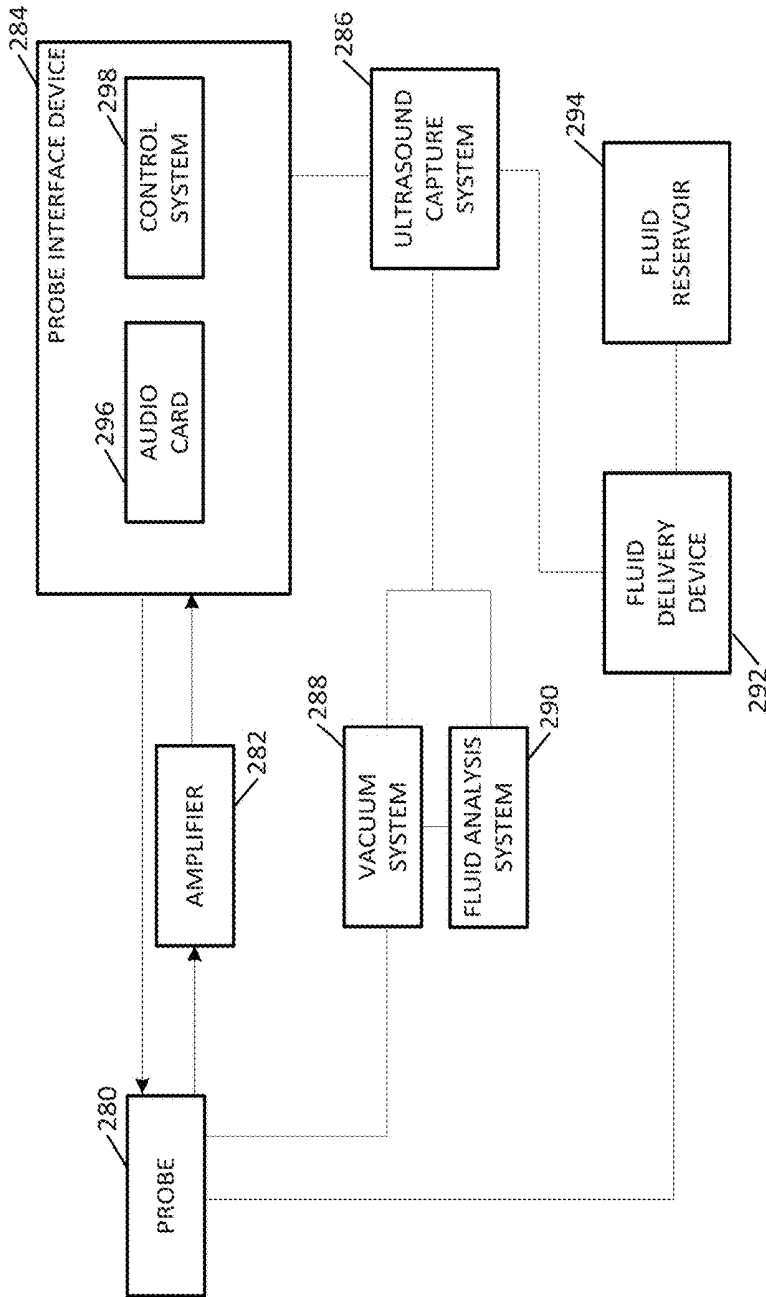 280
PROBE
282
AMPLIFIER
284
PROBE INTERFACE DEVICE
296
AUDIO
CARD
298
CONTROL
SYSTEM
288
VACUUM
SYSTEM
290
FLUID ANALYSIS
SYSTEM
286
ULTRASOUND
CAPTURE
SYSTEM
292
FLUID
DELIVERY
DEVICE
294
FLUID
RESERVOIR